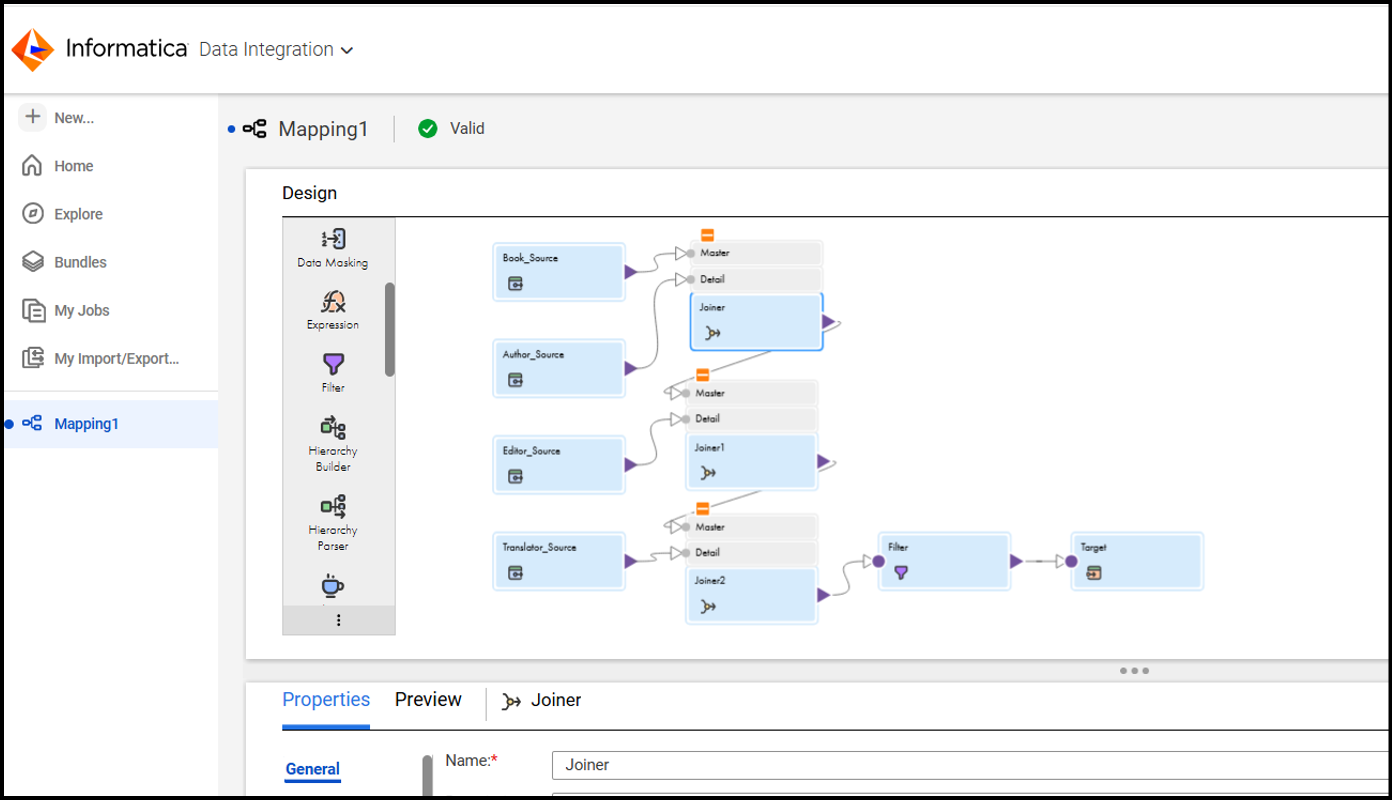 Informatica Data Integration
New...
Home
Explore
Bundles
My Jobs
My Import/Export...
Mapping1
Mapping1
Valid
Design
Data Masking
Expression
Filter
Hierarchy
Builder
Hierarchy
Parser
Book_Source
Author_Source
Editor_Source
Translator_Source
Master
Detail
Joiner
Master
Detail
Joiner1
Master
Detail
Joiner2
Filter
Target
Properties
Preview
Joiner
General
Name:*
Joiner